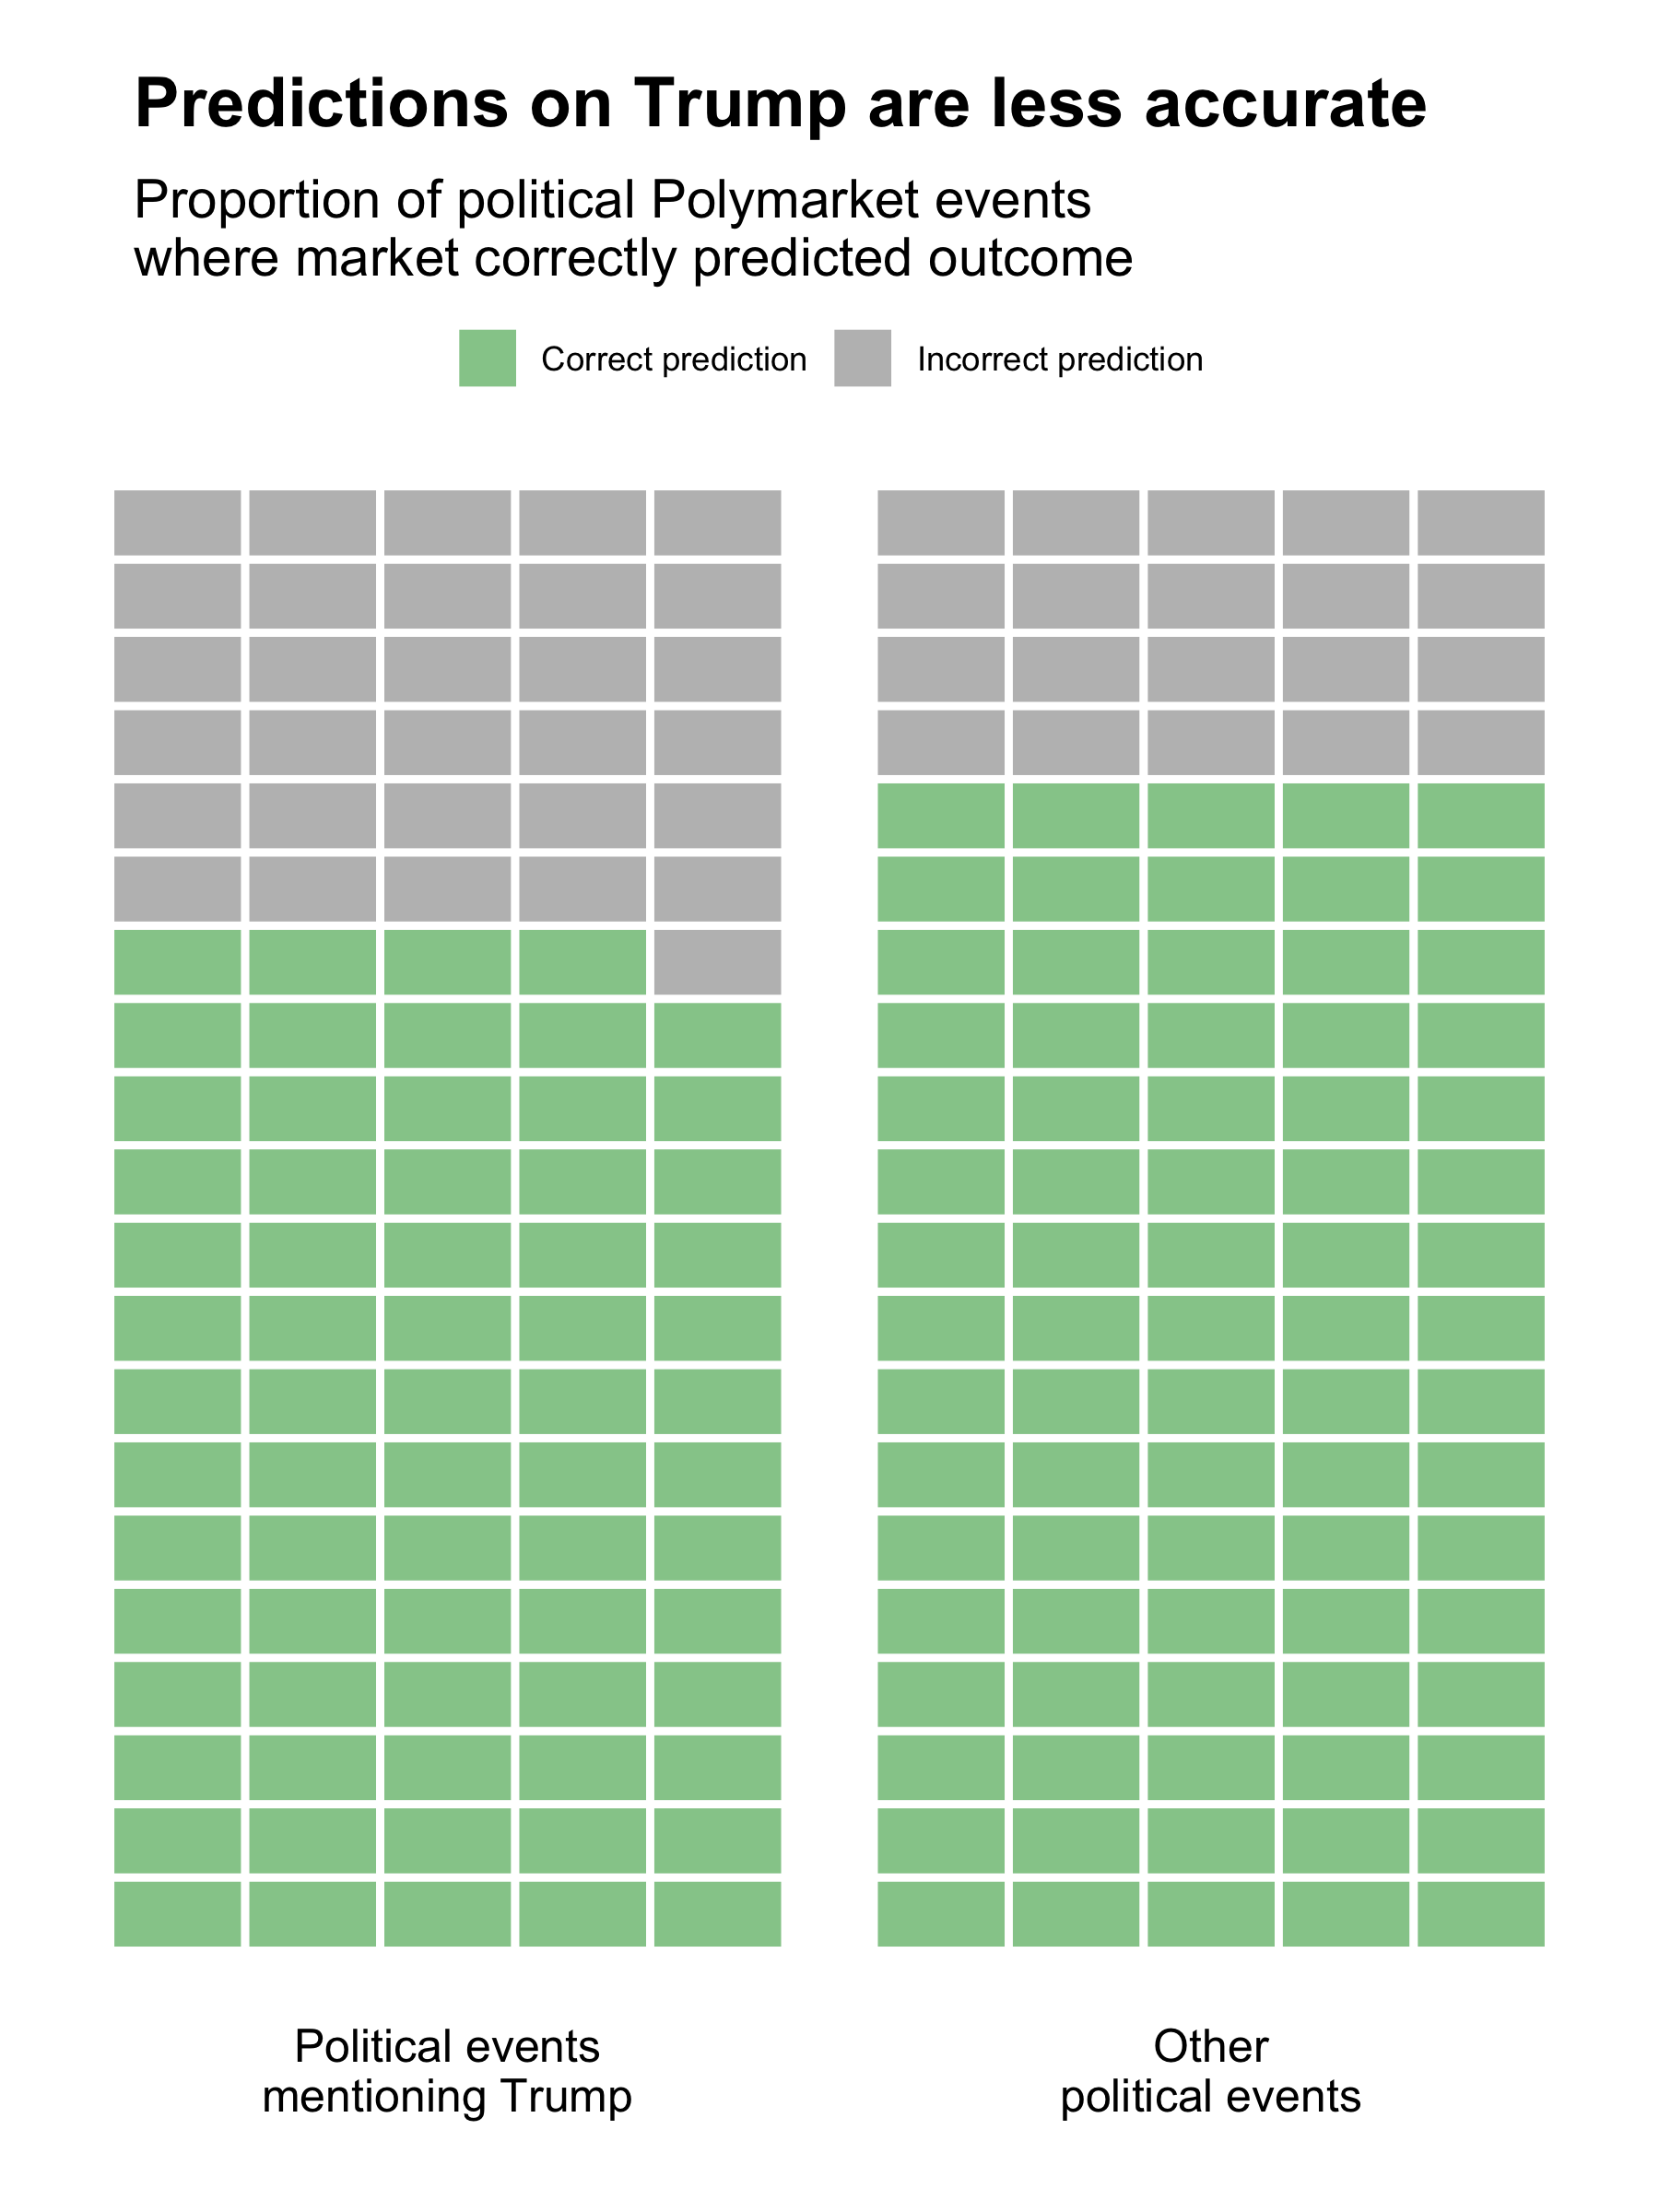 Predictions on Trump are less accurate
Proportion of political Polymarket events
where market correctly predicted outcome
Correct prediction
Incorrect prediction
Political events
mentioning Trump
Other
political events